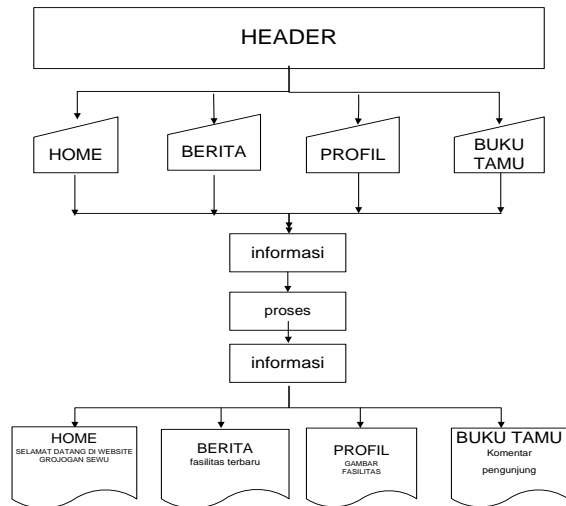 HEADER
HOME
BERITA
PROFIL
BUKU
TAMU
informasi
proses
informasi
HOME
SELAMAT DATANG DI WEBSITE
GROJOGAN SEWU
BERITA
fasilitas terbaru
PROFIL
GAMBAR
FASILITAS
BUKU TAMU
Komentar
pengunjung